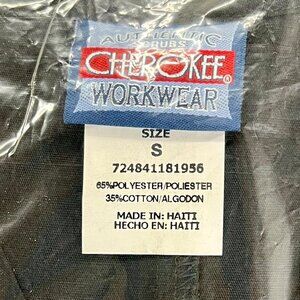 AUTHENTIC
SCRUBS
CHEROKEE®
WORKWEAR
SIZE
S
724841181956
65%POLYESTER/POLIESTER
35%COTTON/ALGODON
MADE IN: HAITI
HECHO EN: HAITI